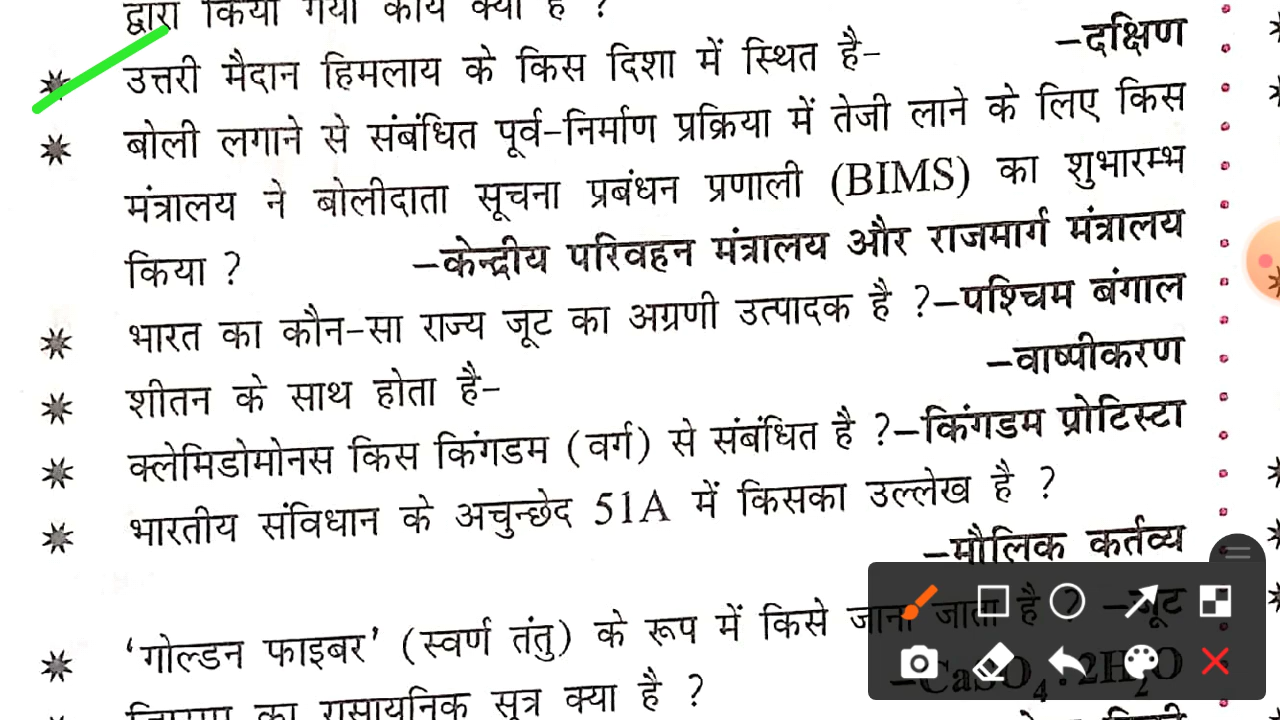 द्वारा किया गया कार्य क्या है ?
उत्तरी मैदान हिमलाय के किस दिशा में स्थित है– –दक्षिण
बोली लगाने से संबंधित पूर्व-निर्माण प्रक्रिया में तेजी लाने के लिए किस
मंत्रालय ने बोलीदाता सूचना प्रबंधन प्रणाली (BIMS) का शुभारम्भ
किया ? –केन्द्रीय परिवहन मंत्रालय और राजमार्ग मंत्रालय
भारत का कौन-सा राज्य जूट का अग्रणी उत्पादक है ?–पश्चिम बंगाल
शीतन के साथ होता है– –वाष्पीकरण
क्लेमिडोमोनस किस किंगडम (वर्ग) से संबंधित है ?–किंगडम प्रोटिस्टा
भारतीय संविधान के अचुन्छेद 51A में किसका उल्लेख है ?
–मौलिक कर्तव्य
‘गोल्डन फाइबर’ (स्वर्ण तंतु) के रूप में किसे जाना जाता है ? –जूट
का रासायनिक सूत्र क्या है ? –CaSO₄.2H₂O